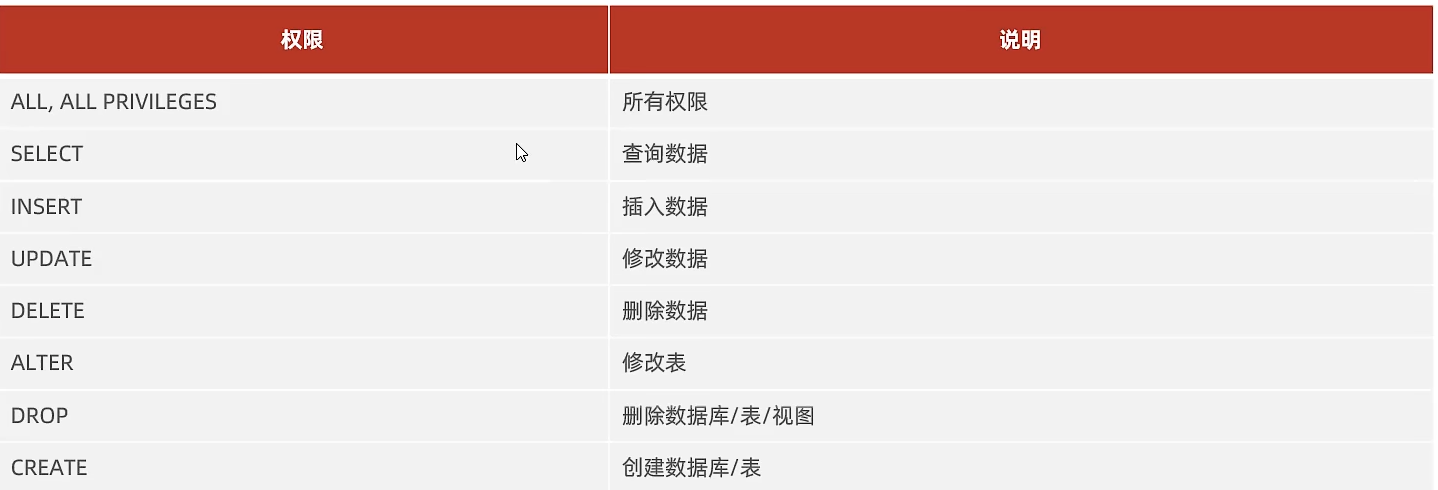 权限 说明
ALL, ALL PRIVILEGES 所有权限
SELECT 查询数据
INSERT 插入数据
UPDATE 修改数据
DELETE 删除数据
ALTER 修改表
DROP 删除数据库/表/视图
CREATE 创建数据库/表